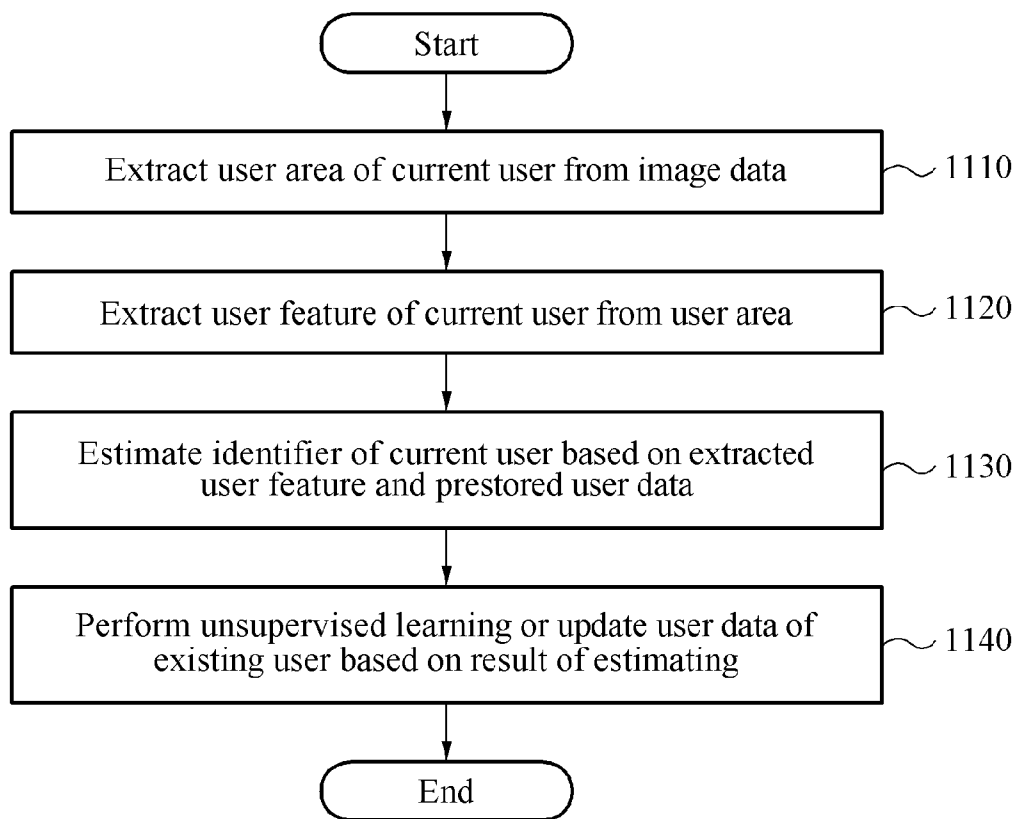 Start
Extract user area of current user from image data
1110
Extract user feature of current user from user area
1120
Estimate identifier of current user based on extracted
user feature and prestored user data
1130
Perform unsupervised learning or update user data of
existing user based on result of estimating
1140
End